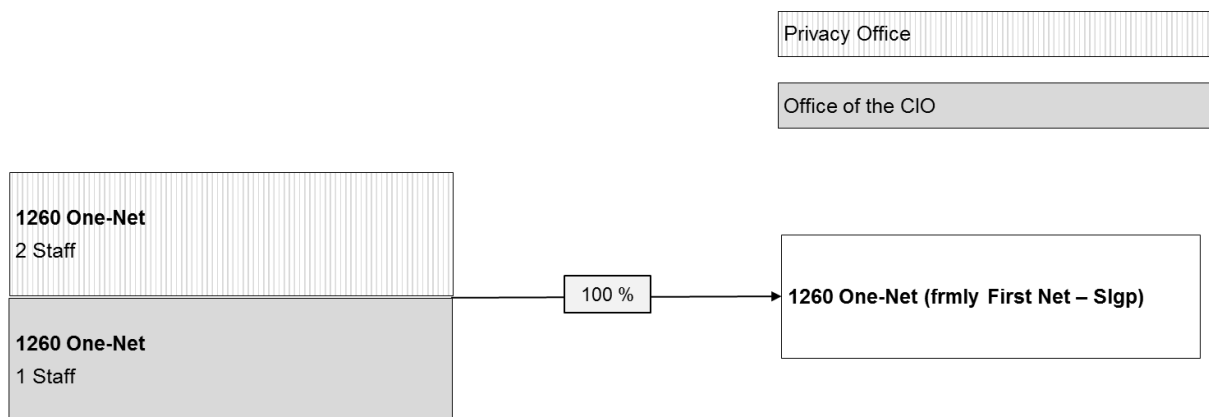 Privacy Office
Office of the CIO
1260 One-Net
2 Staff
100 %
1260 One-Net (frmly First Net – Slgp)
1260 One-Net
1 Staff